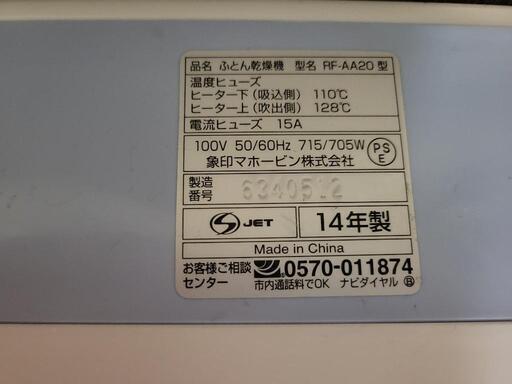 品名 ふとん乾燥機 型名 RF-AA20 型
温度ヒューズ
ヒーター下（吸込側） 110℃
ヒーター上（吹出側） 128℃
電流ヒューズ 15A
100V 50/60Hz 715/705W
象印マホービン株式会社
PS
E
製造
番号
6340512
S JET
14年製
Made in China
お客様ご相談
センター
0570-011874
市内通話料でOK ナビダイヤル Ⓑ